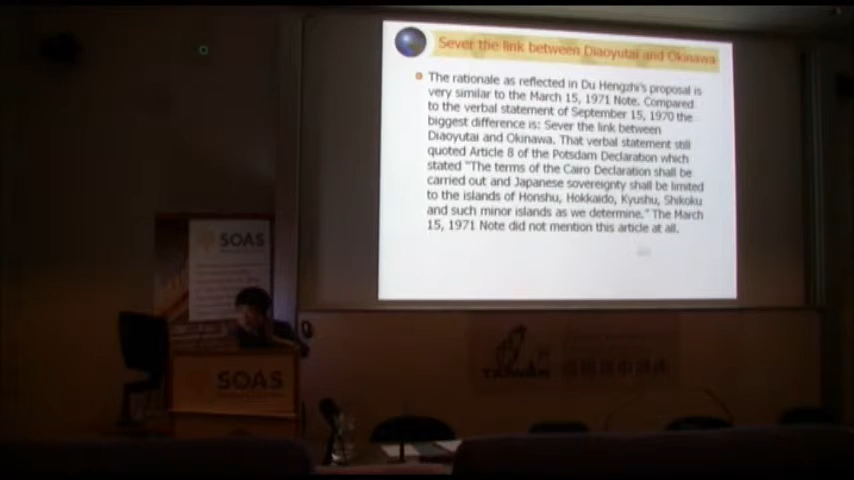 Sever the link between Diaoyutai and Okinawa
The rationale as reflected in Du Hengzhi's proposal is
very similar to the March 15, 1971 Note. Compared
to the verbal statement of September 15, 1970 the
biggest difference is: Sever the link between
Diaoyutai and Okinawa. That verbal statement still
quoted Article 8 of the Potsdam Declaration which
stated "The terms of the Cairo Declaration shall be
carried out and Japanese sovereignty shall be limited
to the islands of Honshu, Hokkaido, Kyushu, Shikoku
and such minor islands as we determine." The March
15, 1971 Note did not mention this article at all.
SOAS
SOAS
TAIWAN